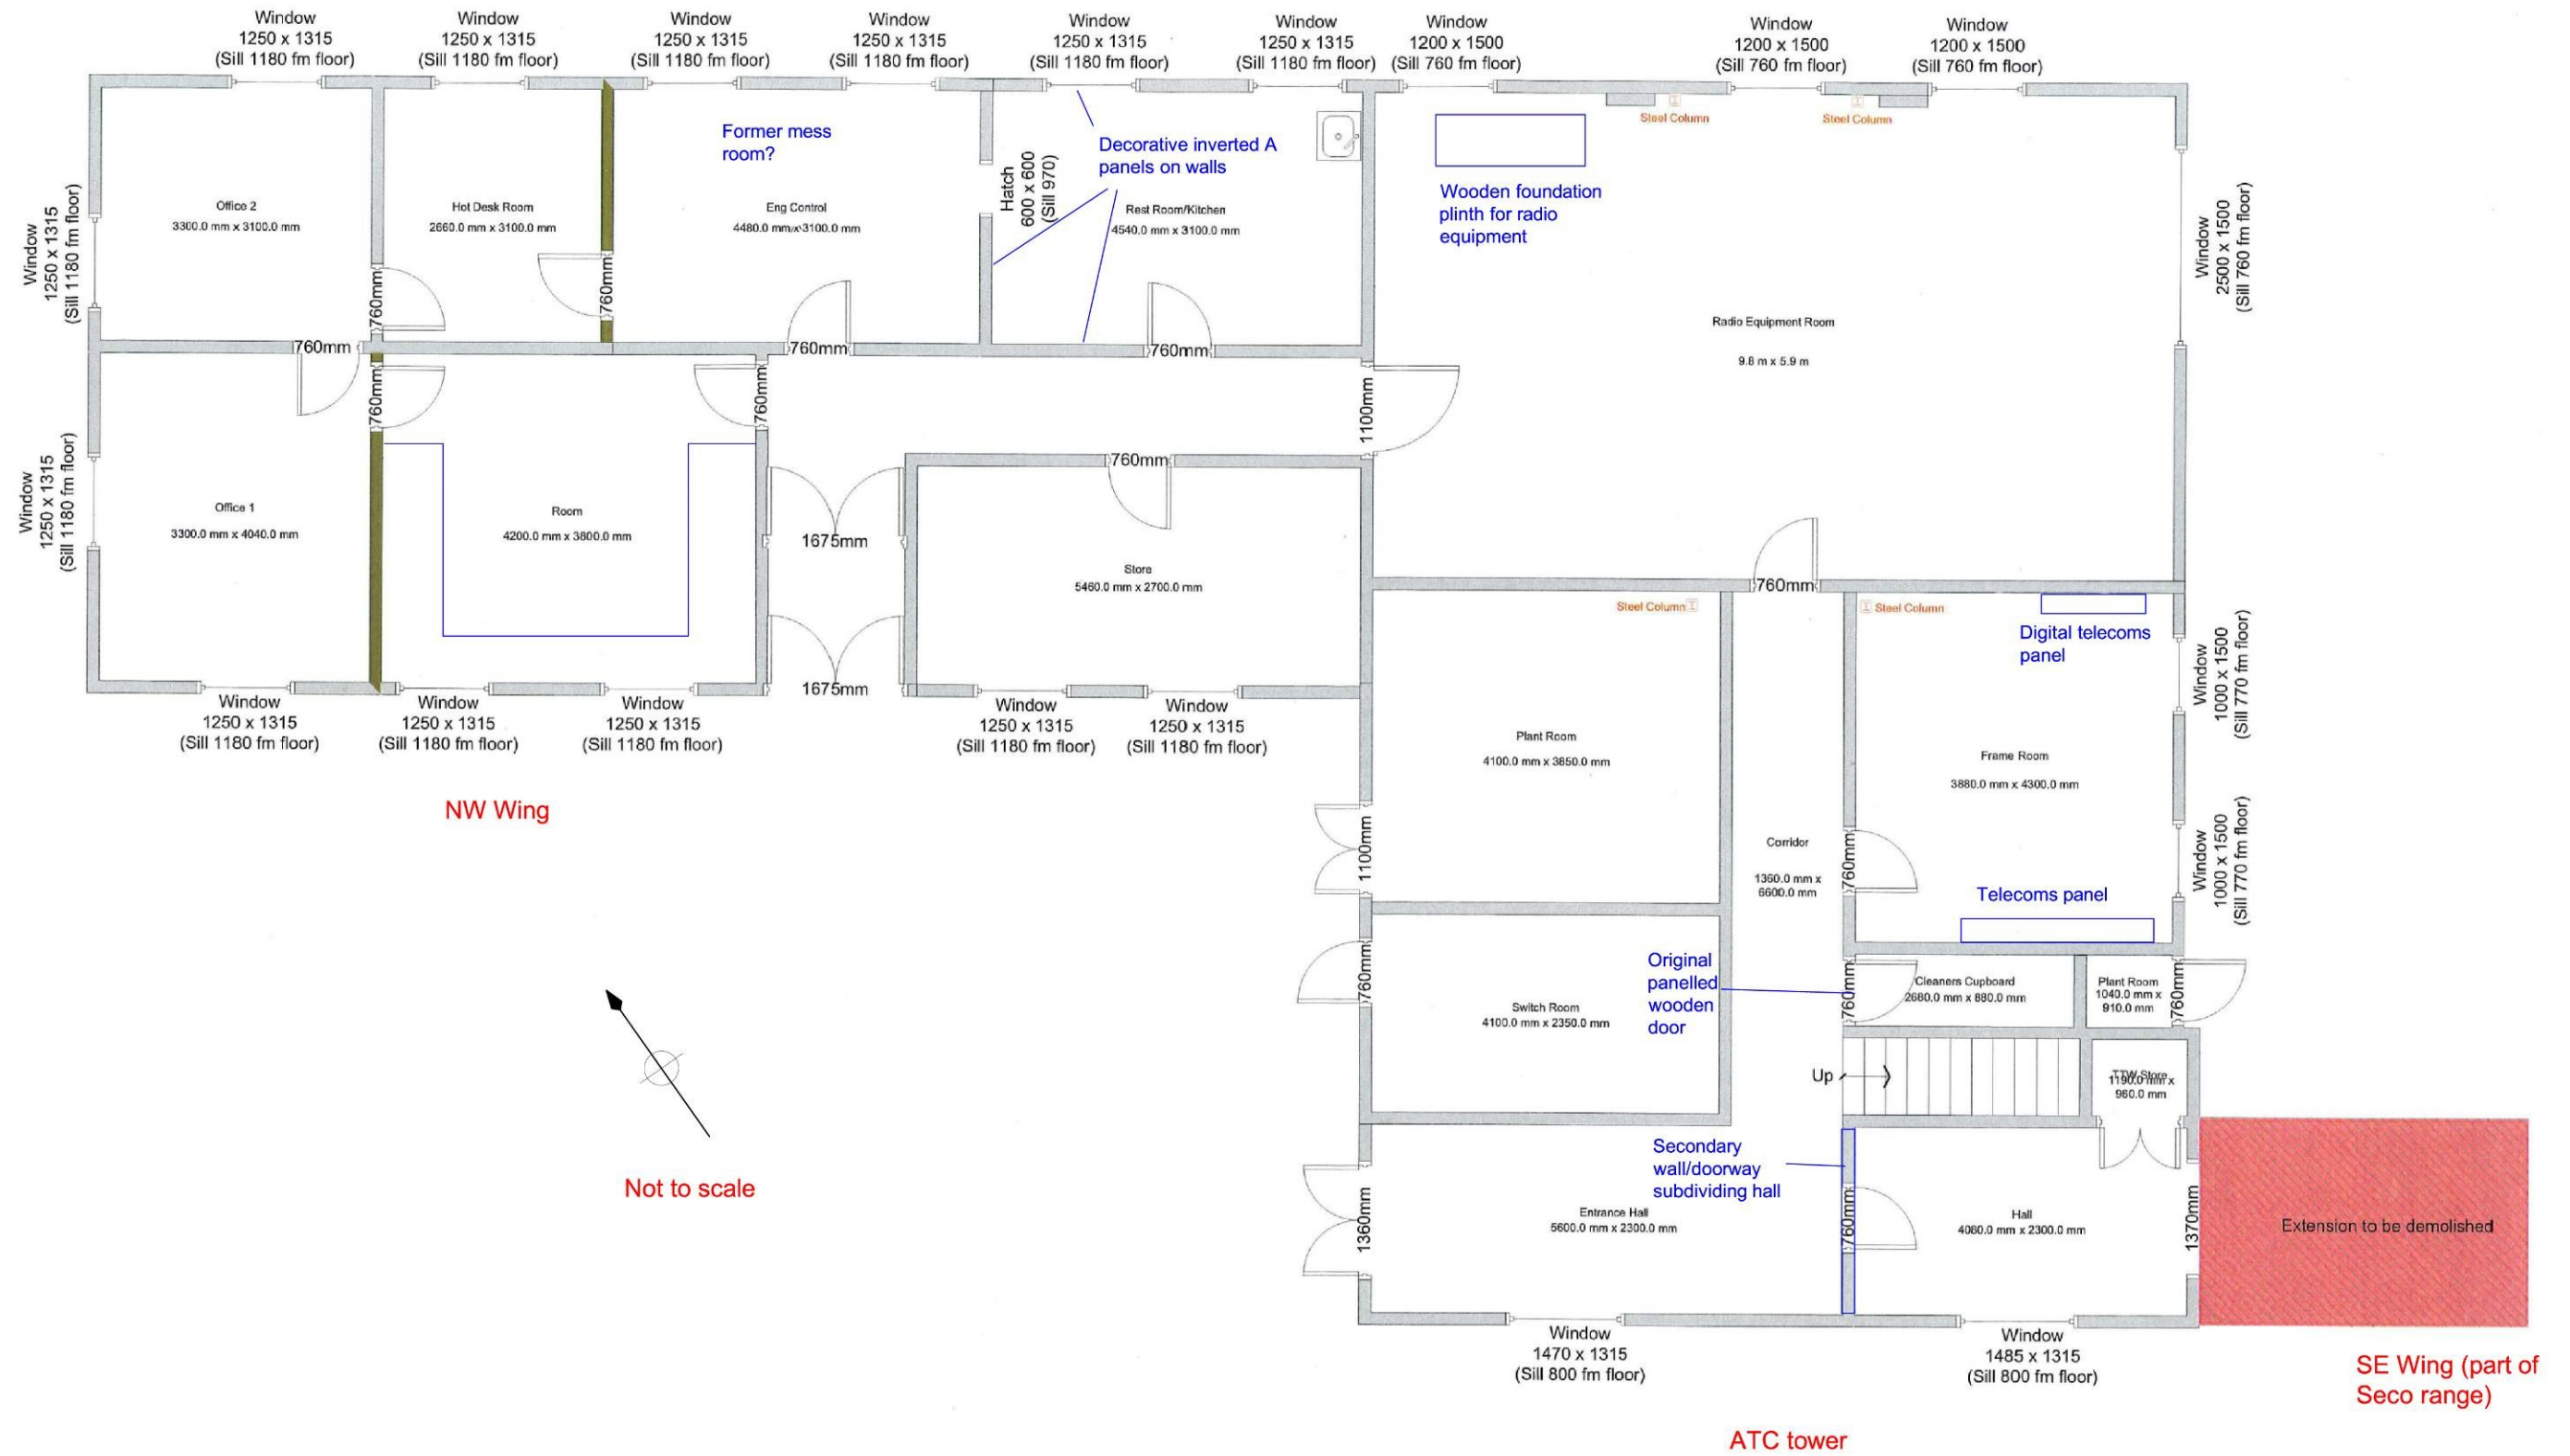 Window
1250 x 1315
(Sill 1180 fm floor)
Window
1250 x 1315
(Sill 1180 fm floor)
Window
1250 x 1315
(Sill 1180 fm floor)
Window
1250 x 1315
(Sill 1180 fm floor)
Window
1250 x 1315
(Sill 1180 fm floor)
Window
1250 x 1315
(Sill 1180 fm floor)
Window
1200 x 1500
(Sill 760 fm floor)
Window
1200 x 1500
(Sill 760 fm floor)
Window
1200 x 1500
(Sill 760 fm floor)
Window
1250 x 1315
(Sill 1180 fm floor)
Office 2
3300.0 mm x 3100.0 mm
760mm
Hot Desk Room
2660.0 mm x 3100.0 mm
760mm
Former mess
room?
Eng Control
4480.0 mm x 3100.0 mm
Hatch
600 x 600
(Sill 970)
Decorative inverted A
panels on walls
Rest Room/Kitchen
4540.0 mm x 3100.0 mm
Steel Column
Steel Column
Wooden foundation
plinth for radio
equipment
Radio Equipment Room
9.8 m x 5.9 m
Window
2500 x 1500
(Sill 760 fm floor)
760mm
760mm
760mm
760mm
760mm
1100mm
Window
1250 x 1315
(Sill 1180 fm floor)
Office 1
3300.0 mm x 4040.0 mm
Room
4200.0 mm x 3800.0 mm
1675mm
1675mm
760mm
Store
5460.0 mm x 2700.0 mm
760mm
Window
1250 x 1315
(Sill 1180 fm floor)
Window
1250 x 1315
(Sill 1180 fm floor)
Window
1250 x 1315
(Sill 1180 fm floor)
Window
1250 x 1315
(Sill 1180 fm floor)
Window
1250 x 1315
(Sill 1180 fm floor)
NW Wing
Steel Column
Steel Column
Digital telecoms
panel
Window
1000 x 1500
(Sill 770 fm floor)
Plant Room
4100.0 mm x 3850.0 mm
Frame Room
3880.0 mm x 4300.0 mm
1100mm
Corridor
1360.0 mm x
6600.0 mm
760mm
Telecoms panel
Window
1000 x 1500
(Sill 770 fm floor)
760mm
Switch Room
4100.0 mm x 2350.0 mm
Original
panelled
wooden
door
760mm
Cleaners Cupboard
2680.0 mm x 880.0 mm
Plant Room
1040.0 mm x
910.0 mm
760mm
Up
TTW Store
1190.0 mm x
960.0 mm
Not to scale
Secondary
wall/doorway
subdividing hall
1360mm
Entrance Hall
5600.0 mm x 2300.0 mm
760mm
Hall
4080.0 mm x 2300.0 mm
1370mm
Extension to be demolished
Window
1470 x 1315
(Sill 800 fm floor)
Window
1485 x 1315
(Sill 800 fm floor)
SE Wing (part of
Seco range)
ATC tower